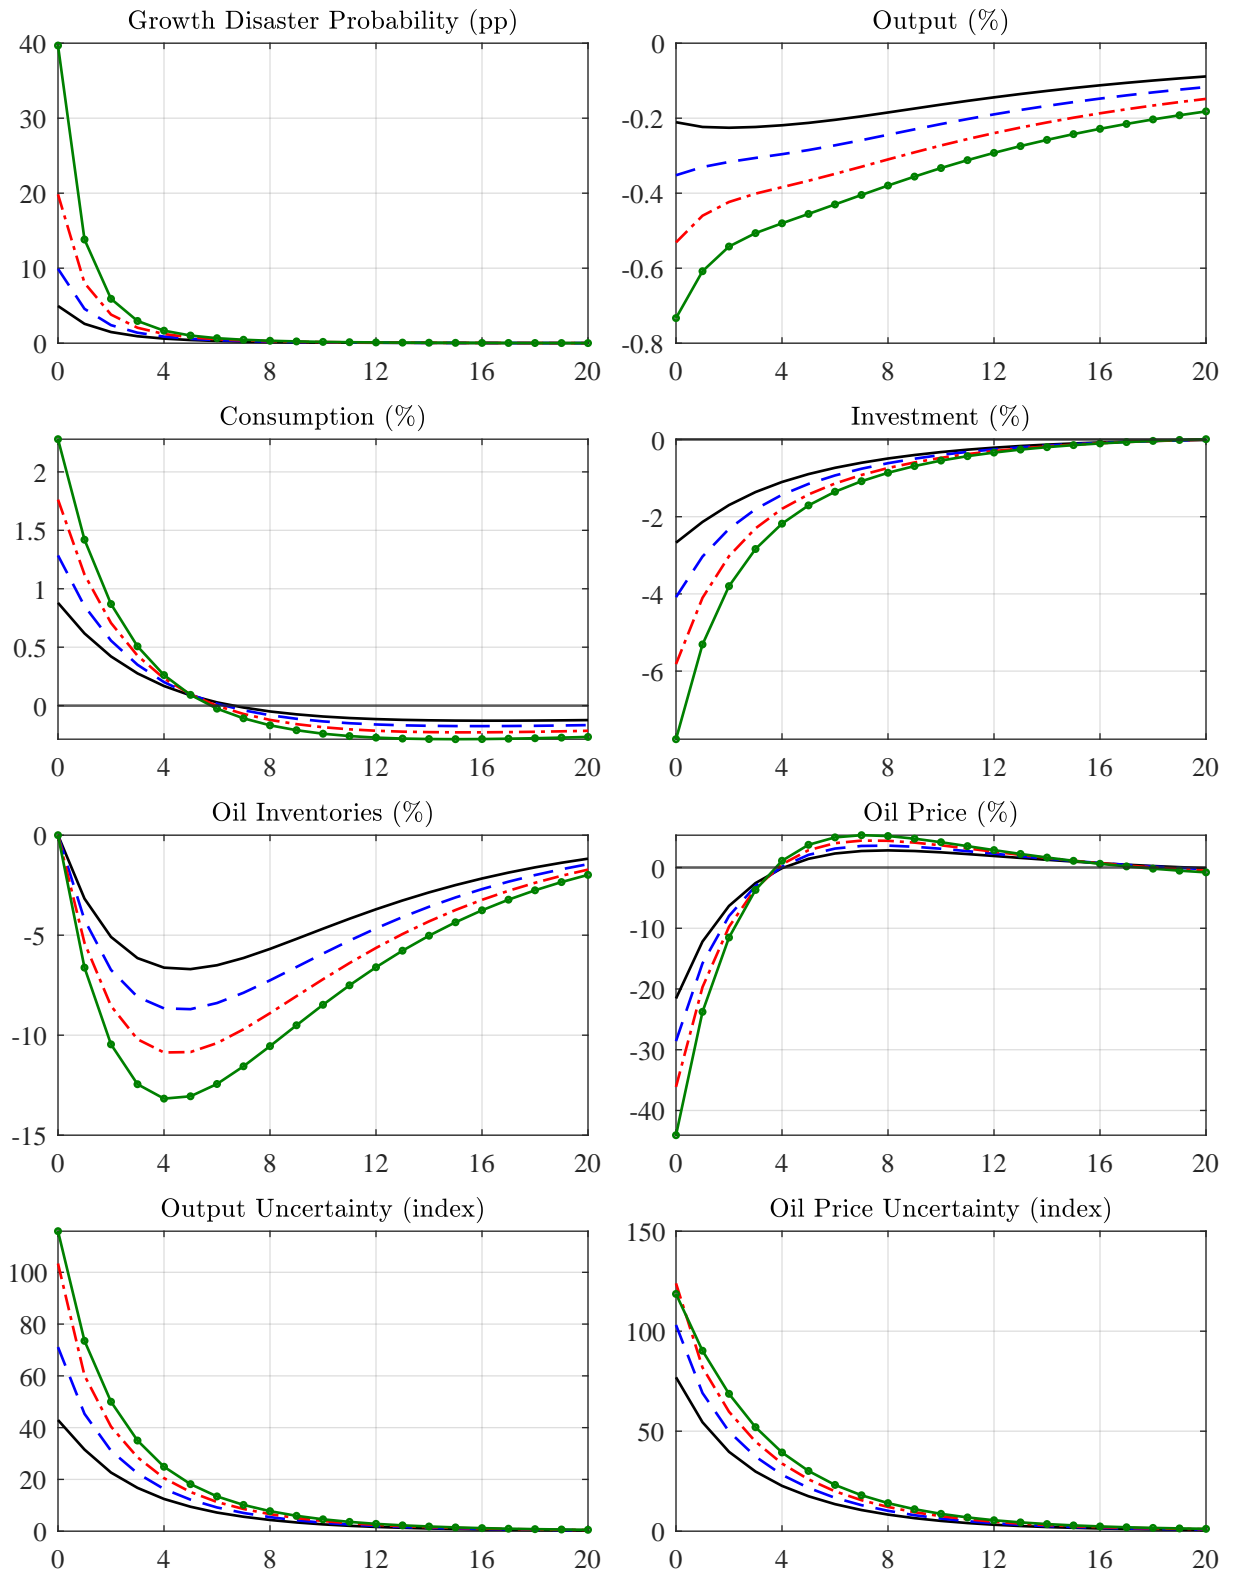 Growth Disaster Probability (pp)
40
30
20
10
0
0 4 8 12 16 20
Output (%)
0
-0.2
-0.4
-0.6
-0.8
0 4 8 12 16 20
Consumption (%)
2
1.5
1
0.5
0
0 4 8 12 16 20
Investment (%)
0
-2
-4
-6
0 4 8 12 16 20
Oil Inventories (%)
0
-5
-10
-15
0 4 8 12 16 20
Oil Price (%)
0
-10
-20
-30
-40
0 4 8 12 16 20
Output Uncertainty (index)
100
80
60
40
20
0
0 4 8 12 16 20
Oil Price Uncertainty (index)
150
100
50
0
0 4 8 12 16 20